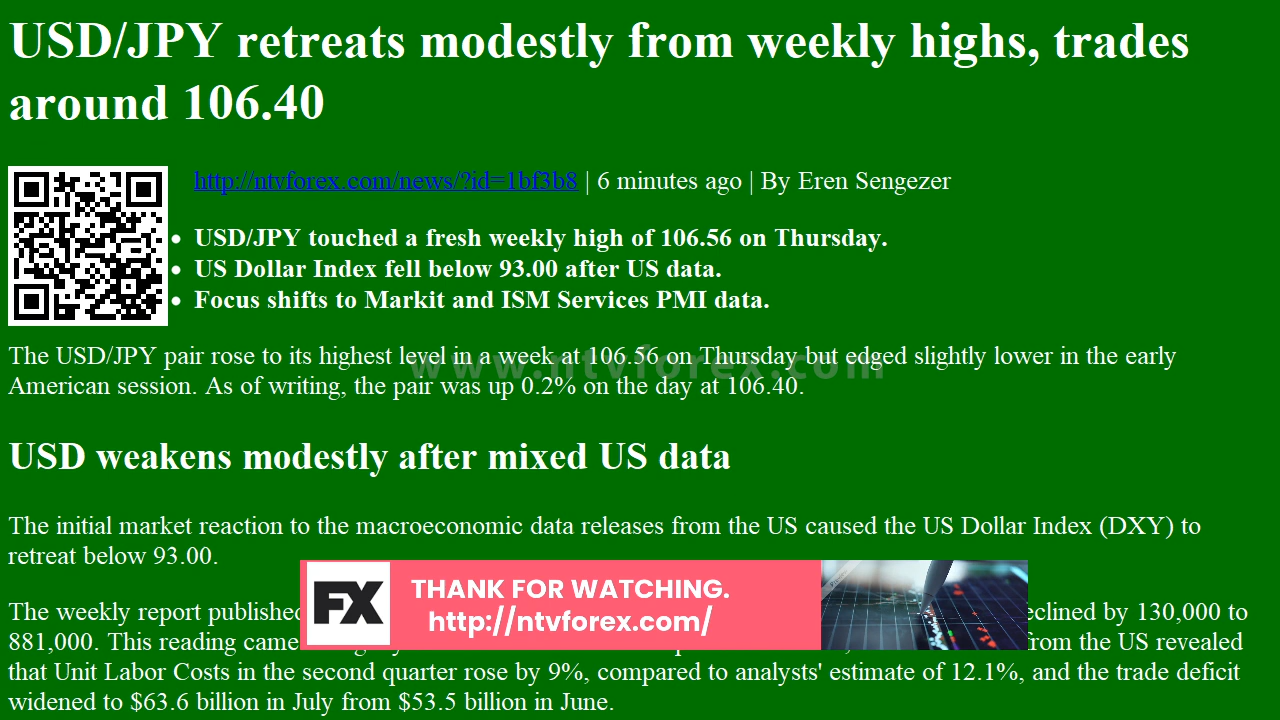 USD/JPY retreats modestly from weekly highs, trades
around 106.40
http://ntvforex.com/news/?id=1bf3b8 | 6 minutes ago | By Eren Sengezer
• USD/JPY touched a fresh weekly high of 106.56 on Thursday.
• US Dollar Index fell below 93.00 after US data.
• Focus shifts to Markit and ISM Services PMI data.
The USD/JPY pair rose to its highest level in a week at 106.56 on Thursday but edged slightly lower in the early
www.ntvforex.com
American session. As of writing, the pair was up 0.2% on the day at 106.40.
USD weakens modestly after mixed US data
The initial market reaction to the macroeconomic data releases from the US caused the US Dollar Index (DXY) to
retreat below 93.00.
FX
THANK FOR WATCHING.
http://ntvforex.com/
The weekly report published eclined by 130,000 to
881,000. This reading came from the US revealed
that Unit Labor Costs in the second quarter rose by 9%, compared to analysts' estimate of 12.1%, and the trade deficit
widened to $63.6 billion in July from $53.5 billion in June.